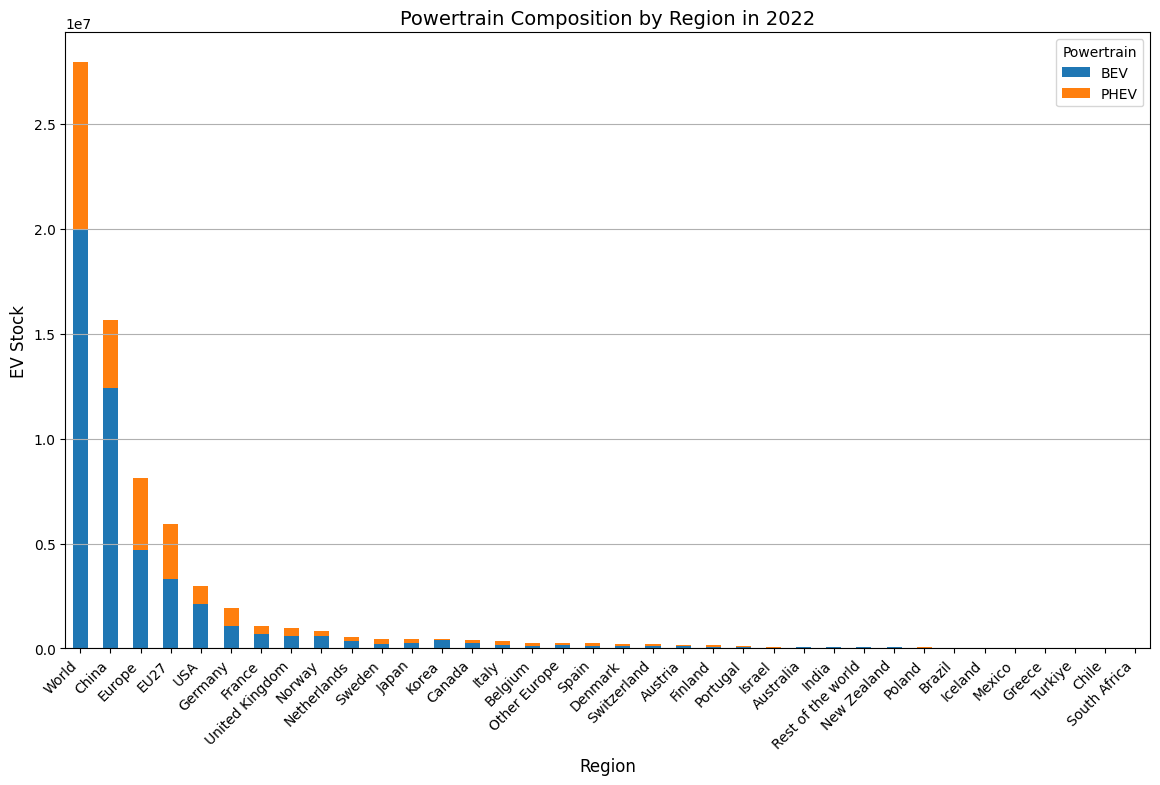 Powertrain Composition by Region in 2022
1e7
Powertrain
BEV
PHEV
2.5
2.0
1.5
1.0
0.5
0.0
EV Stock
World
China
Europe
EU27
USA
Germany
France
United Kingdom
Norway
Netherlands
Sweden
Japan
Korea
Canada
Italy
Belgium
Other Europe
Spain
Denmark
Switzerland
Austria
Finland
Portugal
Israel
Australia
India
Rest of the world
New Zealand
Poland
Brazil
Iceland
Mexico
Greece
Turkiye
Chile
South Africa
Region